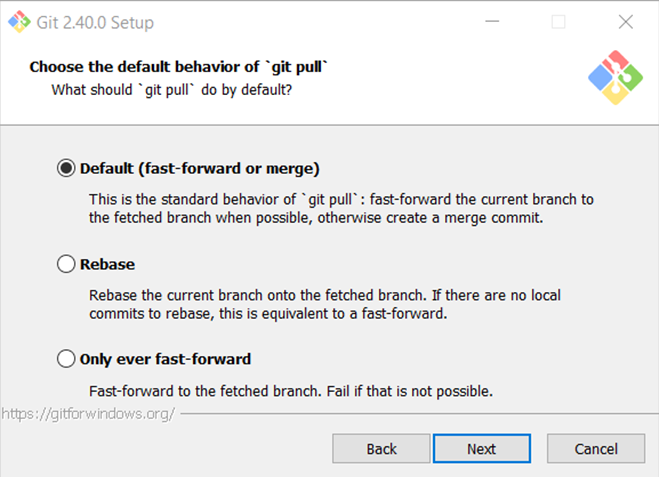 Git 2.40.0 Setup
Choose the default behavior of `git pull`
What should `git pull` do by default?
Default (fast-forward or merge)
This is the standard behavior of `git pull`: fast-forward the current branch to
the fetched branch when possible, otherwise create a merge commit.
Rebase
Rebase the current branch onto the fetched branch. If there are no local
commits to rebase, this is equivalent to a fast-forward.
Only ever fast-forward
Fast-forward to the fetched branch. Fail if that is not possible.
https://gitforwindows.org/
Back Next Cancel